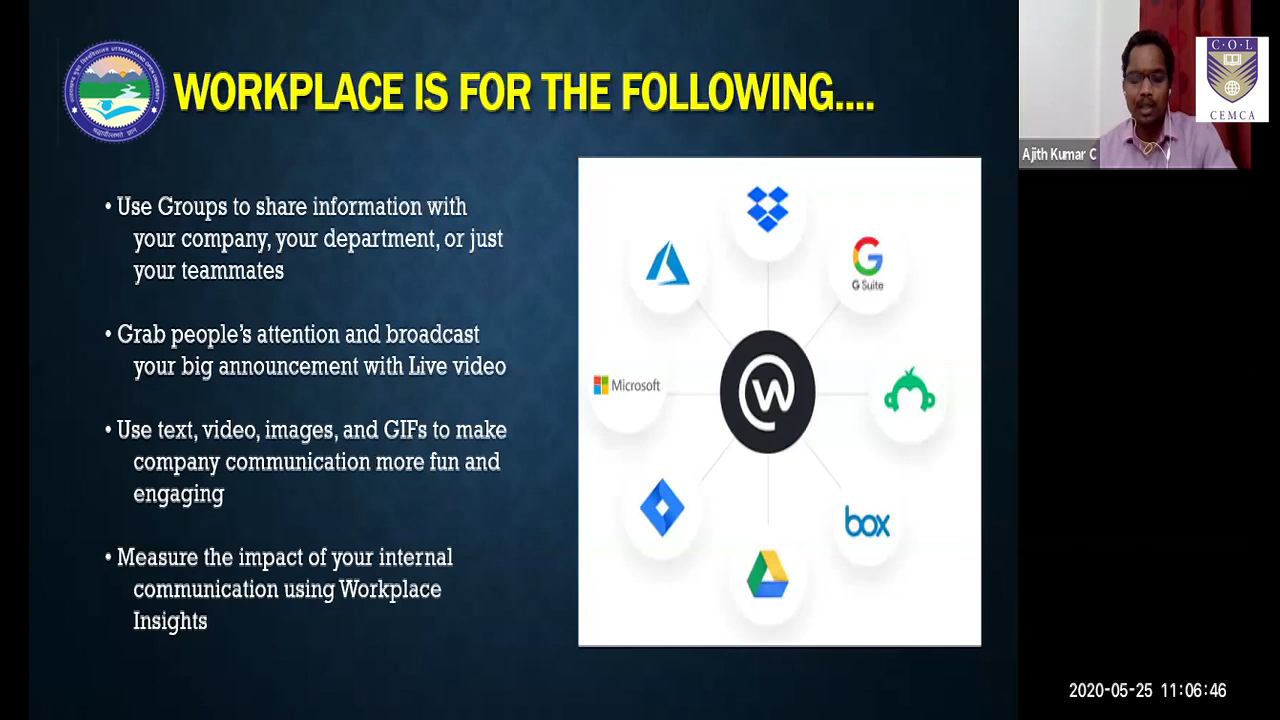 WORKPLACE IS FOR THE FOLLOWING....
• Use Groups to share information with
your company, your department, or just
your teammates
• Grab people's attention and broadcast
your big announcement with Live video
• Use text, video, images, and GIFs to make
company communication more fun and
engaging
• Measure the impact of your internal
communication using Workplace
Insights
G Suite
Microsoft
box
Ajith Kumar C
C·O·L
CEMCA
2020-05-25 11:06:46